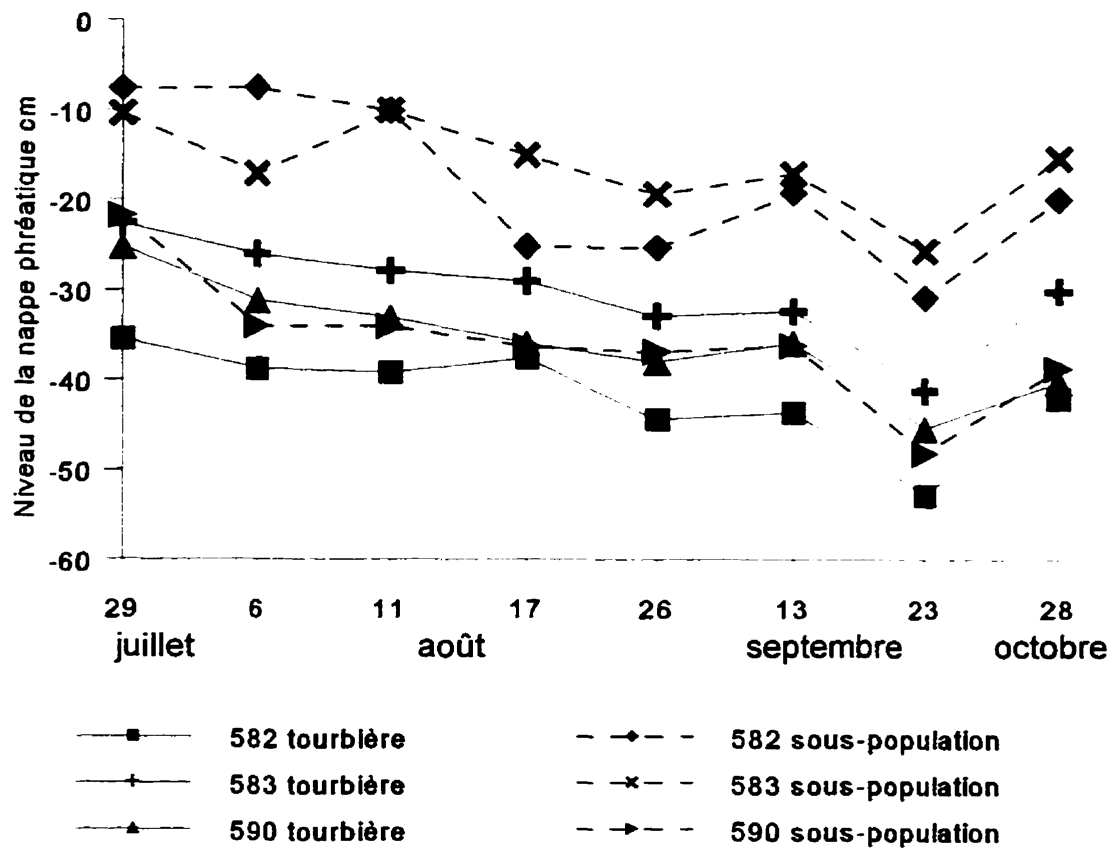 Niveau de la nappe phréatique cm
0
-10
-20
-30
-40
-50
-60
29 6 11 17 26 13 23 28
juillet août septembre octobre
582 tourbière 582 sous-population
583 tourbière 583 sous-population
590 tourbière 590 sous-population